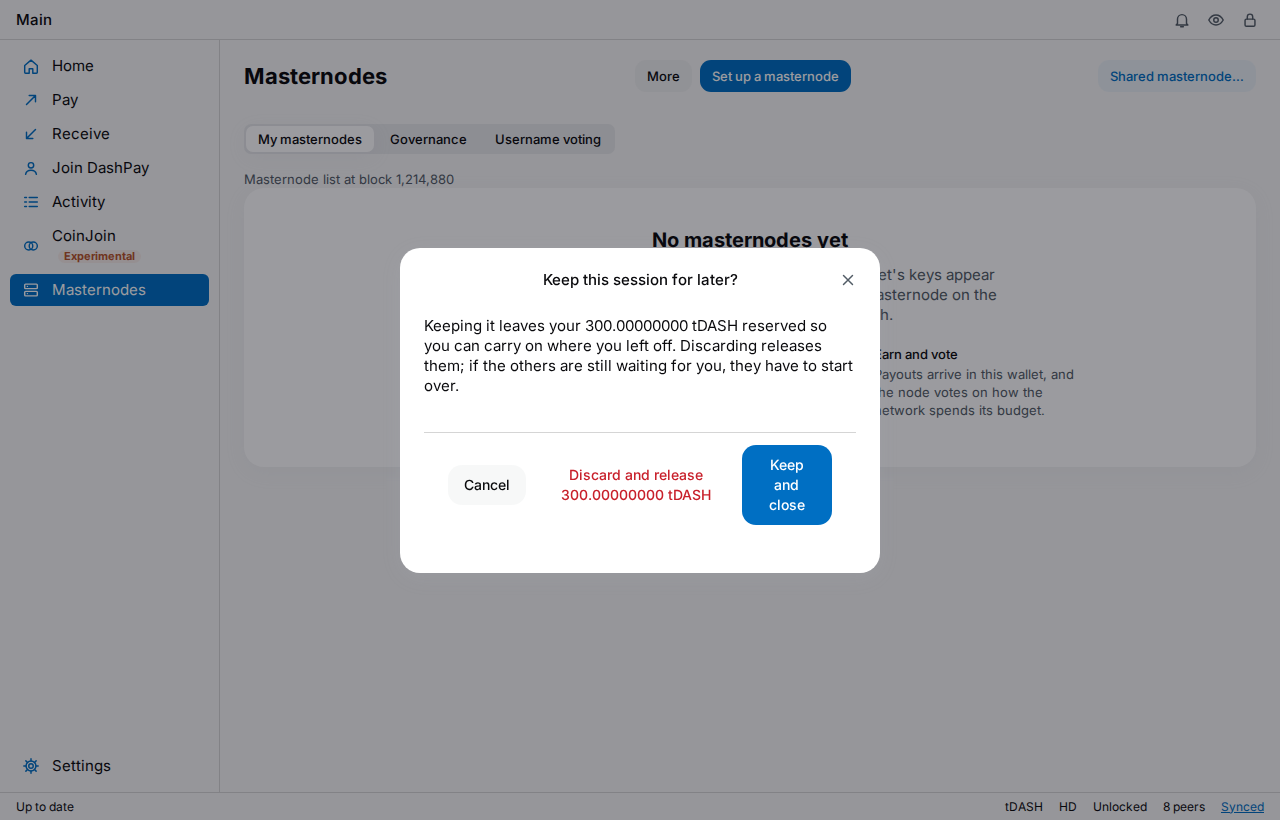 Main
Home
Pay
Receive
Join DashPay
Activity
CoinJoin
Experimental
Masternodes
Settings
Masternodes
More
Set up a masternode
Shared masternode...
My masternodes
Governance
Username voting
Masternode list at block 1,214,880
No masternodes yet
let's keys appear
masternode on the
Earn and vote
Payouts arrive in this wallet, and
the node votes on how the
network spends its budget.
Keep this session for later?
Keeping it leaves your 300.00000000 tDASH reserved so
you can carry on where you left off. Discarding releases
them; if the others are still waiting for you, they have to start
over.
Cancel
Discard and release
300.00000000 tDASH
Keep
and
close
Up to date
tDASH
HD
Unlocked
8 peers
Synced